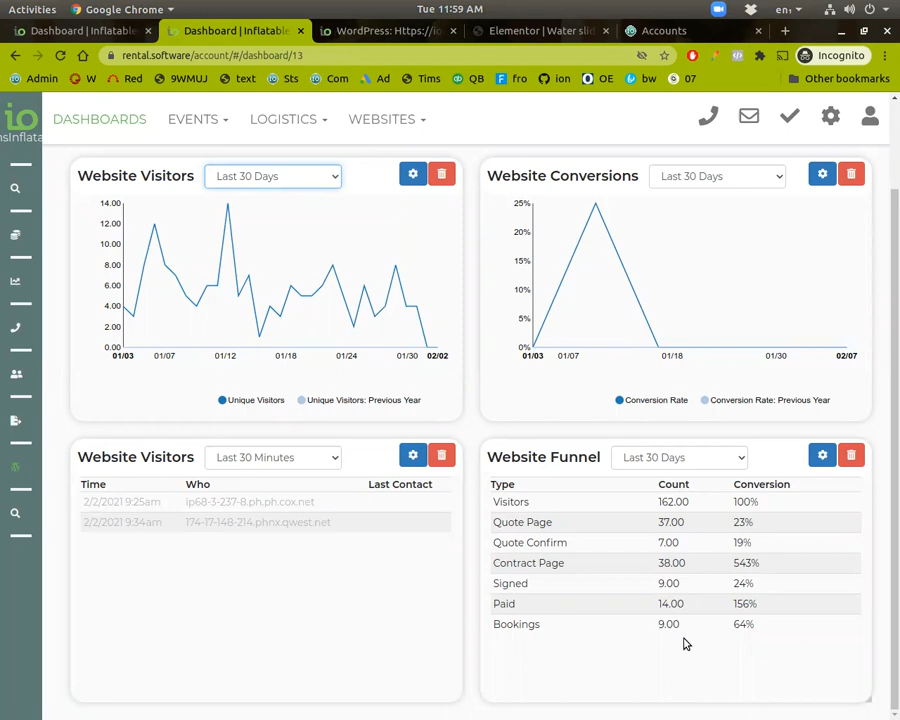 Activities Google Chrome Tue 11:59 AM en₁
Dashboard | Inflatable Dashboard | Inflatabl WordPress: Https://io Elementor | Water slid Accounts
rental.software/account/#/dashboard/13 Incognito
Admin W Red 9WMUJ text Sts Com Ad Tims QB fro ion OE bw 07 Other bookmarks
io
nsInflata
DASHBOARDS EVENTS LOGISTICS WEBSITES
Website Visitors Last 30 Days
14.00
12.00
10.00
8.00
6.00
4.00
2.00
0.00
01/03 01/07 01/12 01/18 01/24 01/30 02/02
Unique Visitors Unique Visitors: Previous Year
Website Conversions Last 30 Days
25%
20%
15%
10%
5%
0%
01/03 01/07 01/18 01/30 02/07
Conversion Rate Conversion Rate: Previous Year
Website Visitors Last 30 Minutes
Time Who Last Contact
2/2/2021 9:25am ip68-3-237-8.ph.ph.cox.net
2/2/2021 9:34am 174-17-148-214.phnx.qwest.net
Website Funnel Last 30 Days
Type Count Conversion
Visitors 162.00 100%
Quote Page 37.00 23%
Quote Confirm 7.00 19%
Contract Page 38.00 543%
Signed 9.00 24%
Paid 14.00 156%
Bookings 9.00 64%